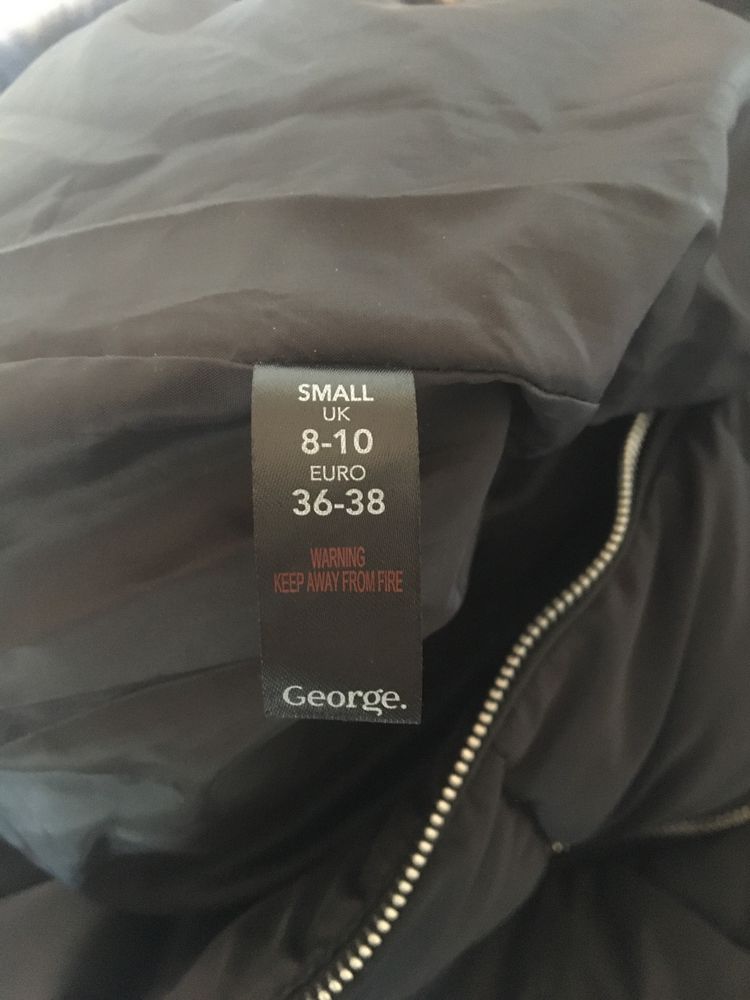 SMALL
UK
8-10
EURO
36-38
WARNING
KEEP AWAY FROM FIRE
George.